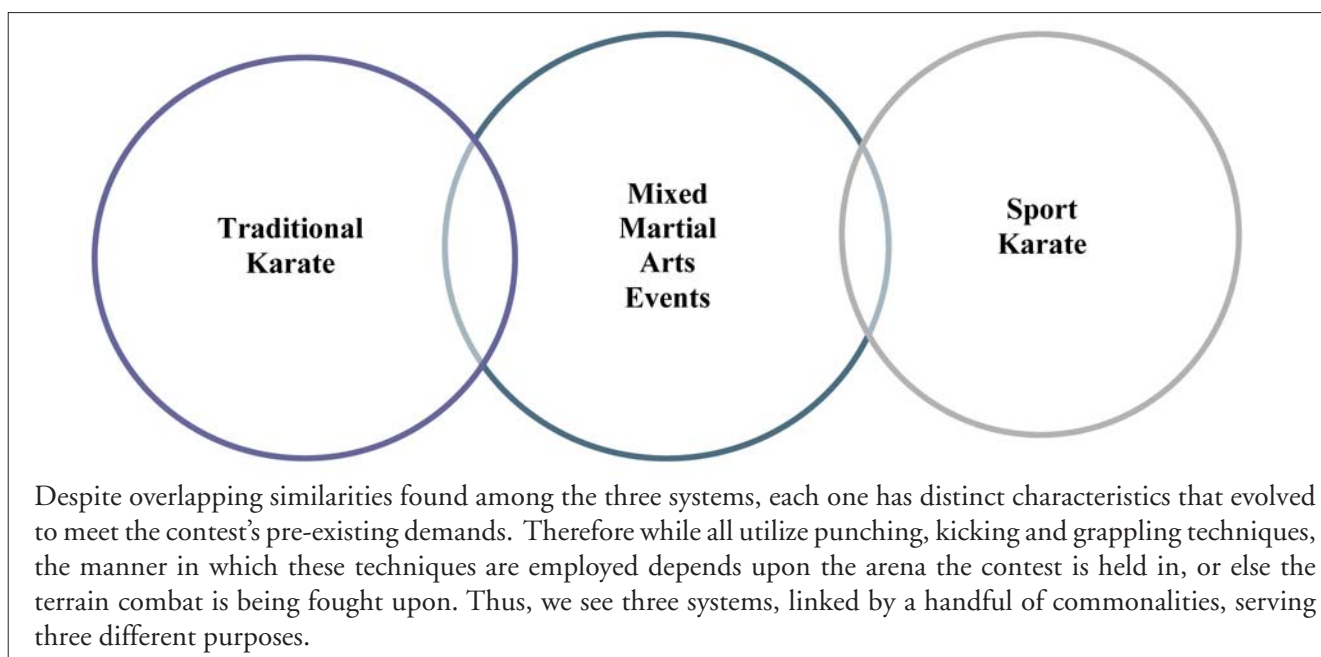 Traditional
Karate
Mixed
Martial
Arts
Events
Sport
Karate
Despite overlapping similarities found among the three systems, each one has distinct characteristics that evolved
to meet the contest's pre-existing demands.  Therefore while all utilize punching, kicking and grappling techniques,
the manner in which these techniques are employed depends upon the arena the contest is held in, or else the
terrain combat is being fought upon. Thus, we see three systems, linked by a handful of commonalities, serving
three different purposes.